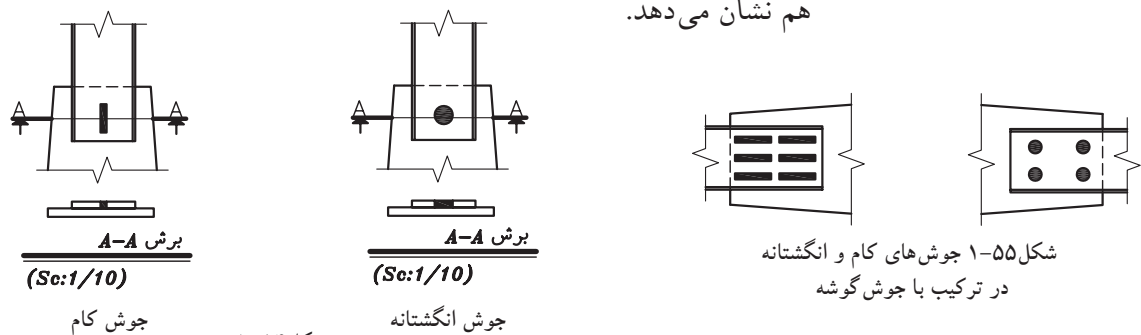 هم نشان می‌دهد.
شکل۵۵-۱ جوش‌های کام و انگشتانه
در ترکیب با جوش گوشه
A A
برش A-A
(Sc:1/10)
جوش انگشتانه
A A
برش A-A
(Sc:1/10)
جوش کام